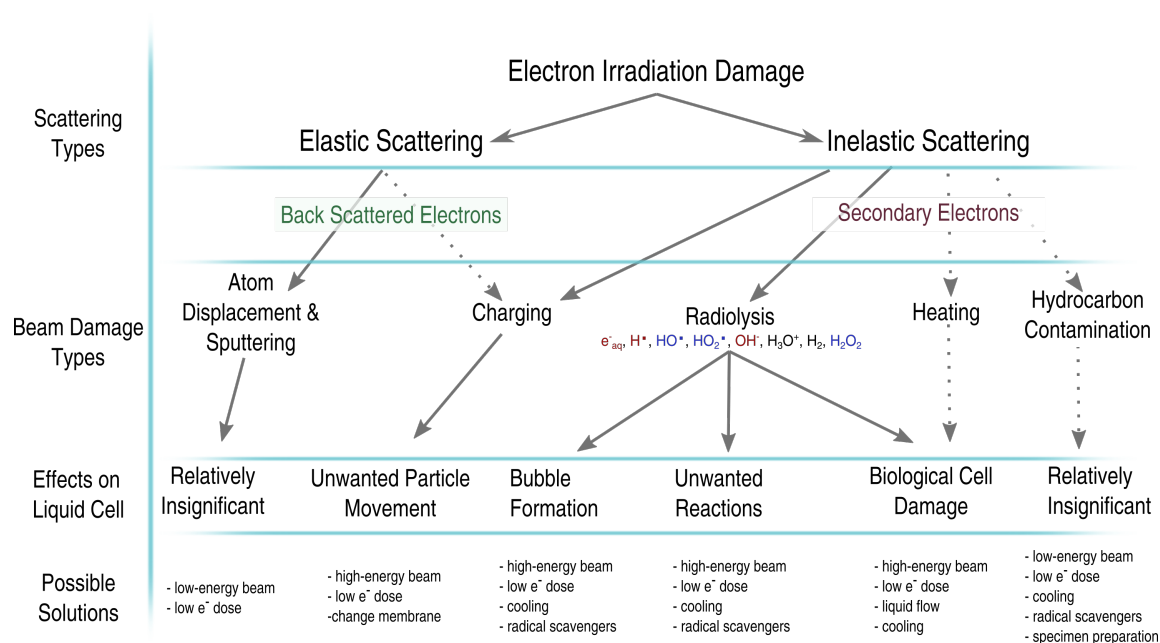 Electron Irradiation Damage
Scattering
Types
Elastic Scattering
Inelastic Scattering
Back Scattered Electrons
Secondary Electrons
Beam Damage
Types
Atom
Displacement &
Sputtering
Charging
Radiolysis
e⁻aq, H•, HO•, HO₂•, OH⁻, H₃O⁺, H₂, H₂O₂
Heating
Hydrocarbon
Contamination
Effects on
Liquid Cell
Relatively
Insignificant
Unwanted Particle
Movement
Bubble
Formation
Unwanted
Reactions
Biological Cell
Damage
Relatively
Insignificant
Possible
Solutions
- low-energy beam
- low e⁻ dose
- high-energy beam
- low e⁻ dose
-change membrane
- high-energy beam
- low e⁻ dose
- cooling
- radical scavengers
- high-energy beam
- low e⁻ dose
- cooling
- radical scavengers
- high-energy beam
- low e⁻ dose
- liquid flow
- cooling
- low-energy beam
- low e⁻ dose
- cooling
- radical scavengers
- specimen preparation